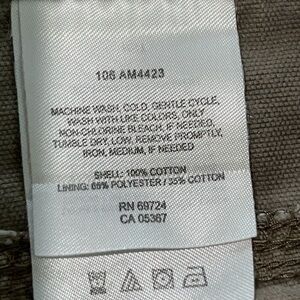 106 AM4423
MACHINE WASH, COLD, GENTLE CYCLE,
WASH WITH LIKE COLORS, ONLY
NON-CHLORINE BLEACH, IF NEEDED,
TUMBLE DRY, LOW, REMOVE PROMPTLY,
IRON, MEDIUM, IF NEEDED
SHELL: 100% COTTON
LINING: 65% POLYESTER / 35% COTTON
RN 69724
CA 05367